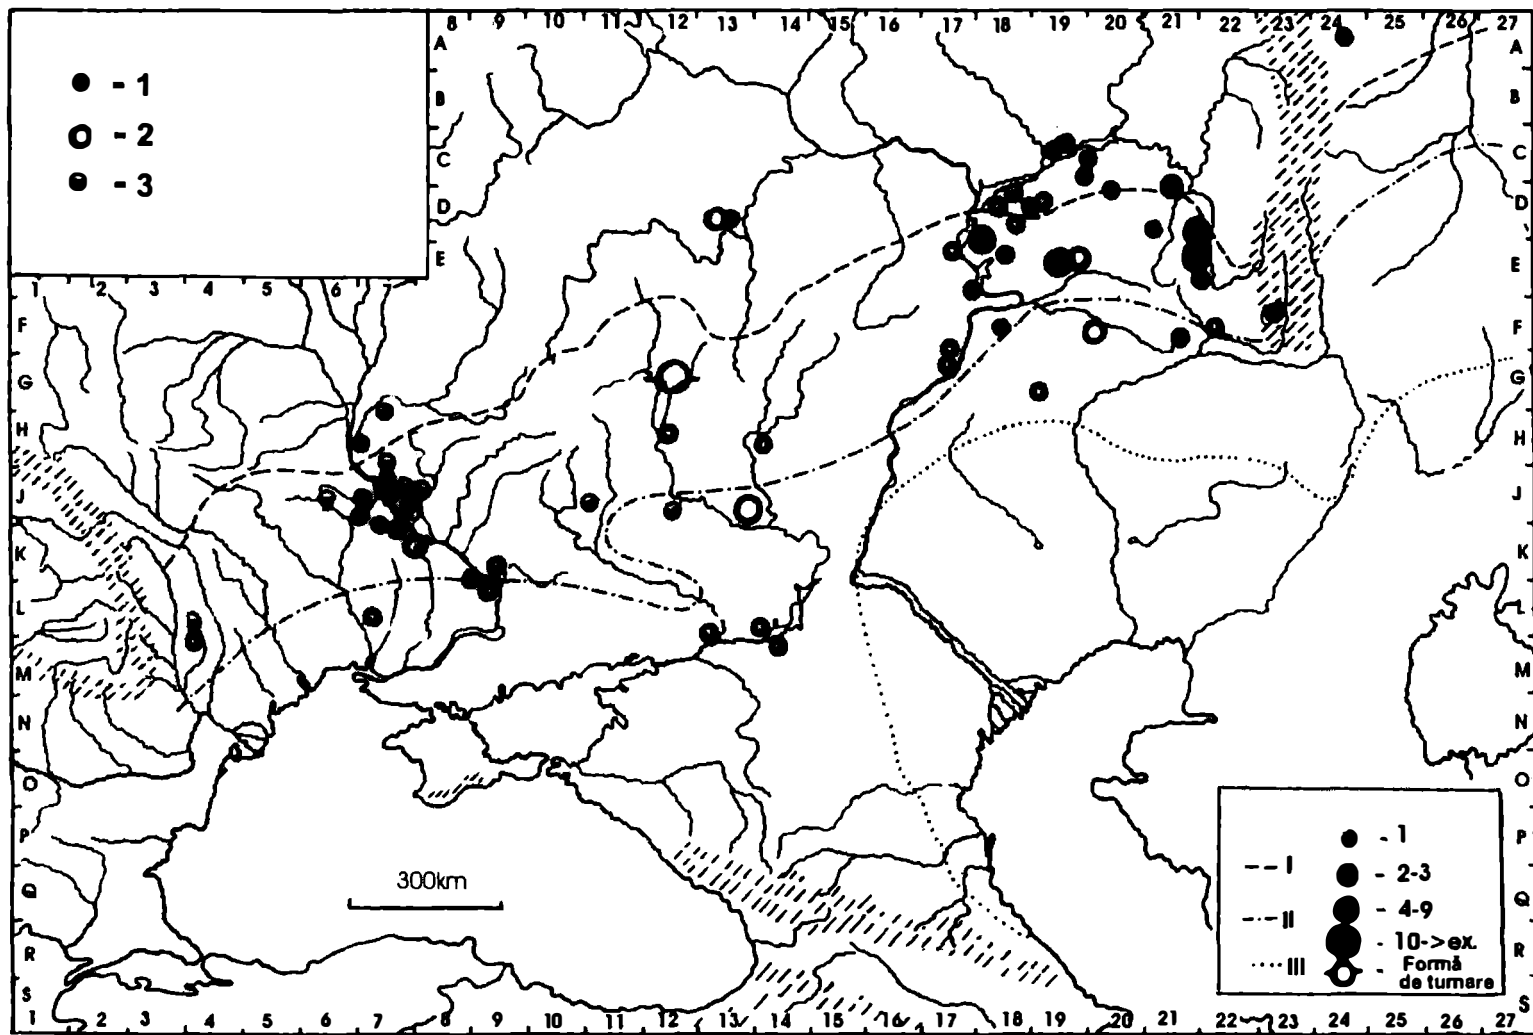 8 9 10 11 12 13 14 15 16 17 18 19 20 21 22 23 24 25 26 27
- 1
- 2
- 3
A
B
C
D
E
1 2 3 4 5 6 7
F
G
H
J
K
L
M
N
O
P
Q
R
S
A
B
C
D
E
F
G
H
J
K
L
M
N
O
P
Q
R
S
300km
I
II
III
- 1
- 2-3
- 4-9
- 10->ex.
- Formă
de turnare
1 2 3 4 5 6 7 8 9 10 11 12 13 14 15 16 17 18 19 20 21 22 23 24 25 26 27